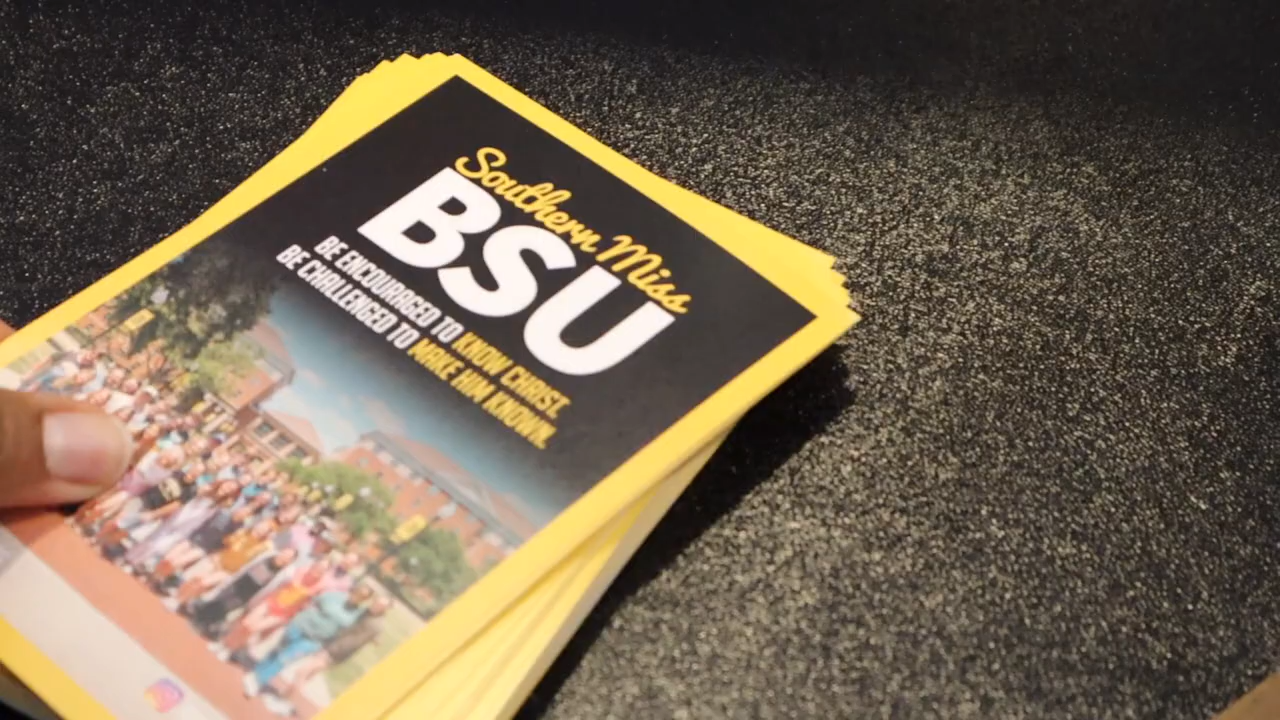 Southern Miss
BSU
BE ENCOURAGED TO KNOW CHRIST.
BE CHALLENGED TO MAKE HIM KNOWN.